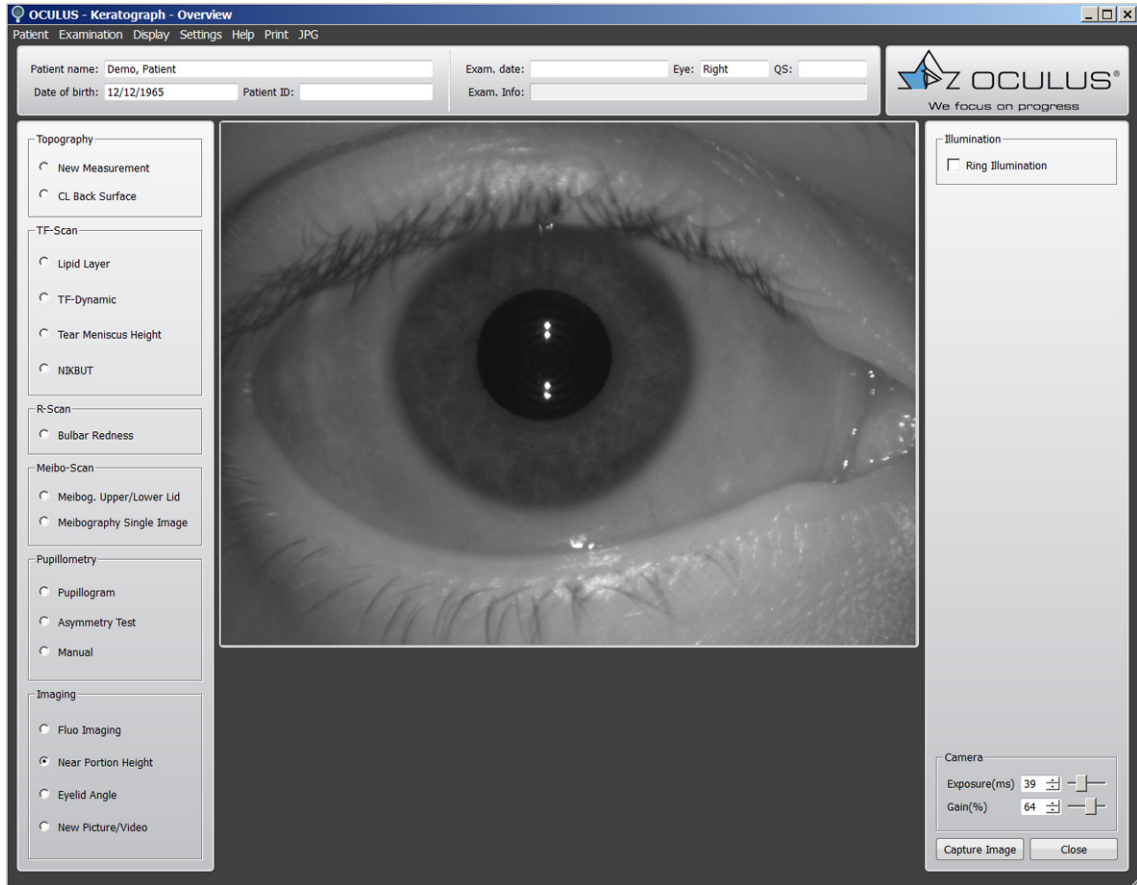 OCULUS - Keratograph - Overview
Patient Examination Display Settings Help Print JPG
Patient name: Demo, Patient
Date of birth: 12/12/1965 Patient ID:
Exam. date: Eye: Right QS:
Exam. Info:
OCULUS®
We focus on progress
Topography
New Measurement
CL Back Surface
TF-Scan
Lipid Layer
TF-Dynamic
Tear Meniscus Height
NIKBUT
R-Scan
Bulbar Redness
Meibo-Scan
Meibog. Upper/Lower Lid
Meibography Single Image
Pupillometry
Pupillogram
Asymmetry Test
Manual
Imaging
Fluo Imaging
Near Portion Height
Eyelid Angle
New Picture/Video
Illumination
Ring Illumination
Camera
Exposure(ms) 39
Gain(%) 64
Capture Image Close